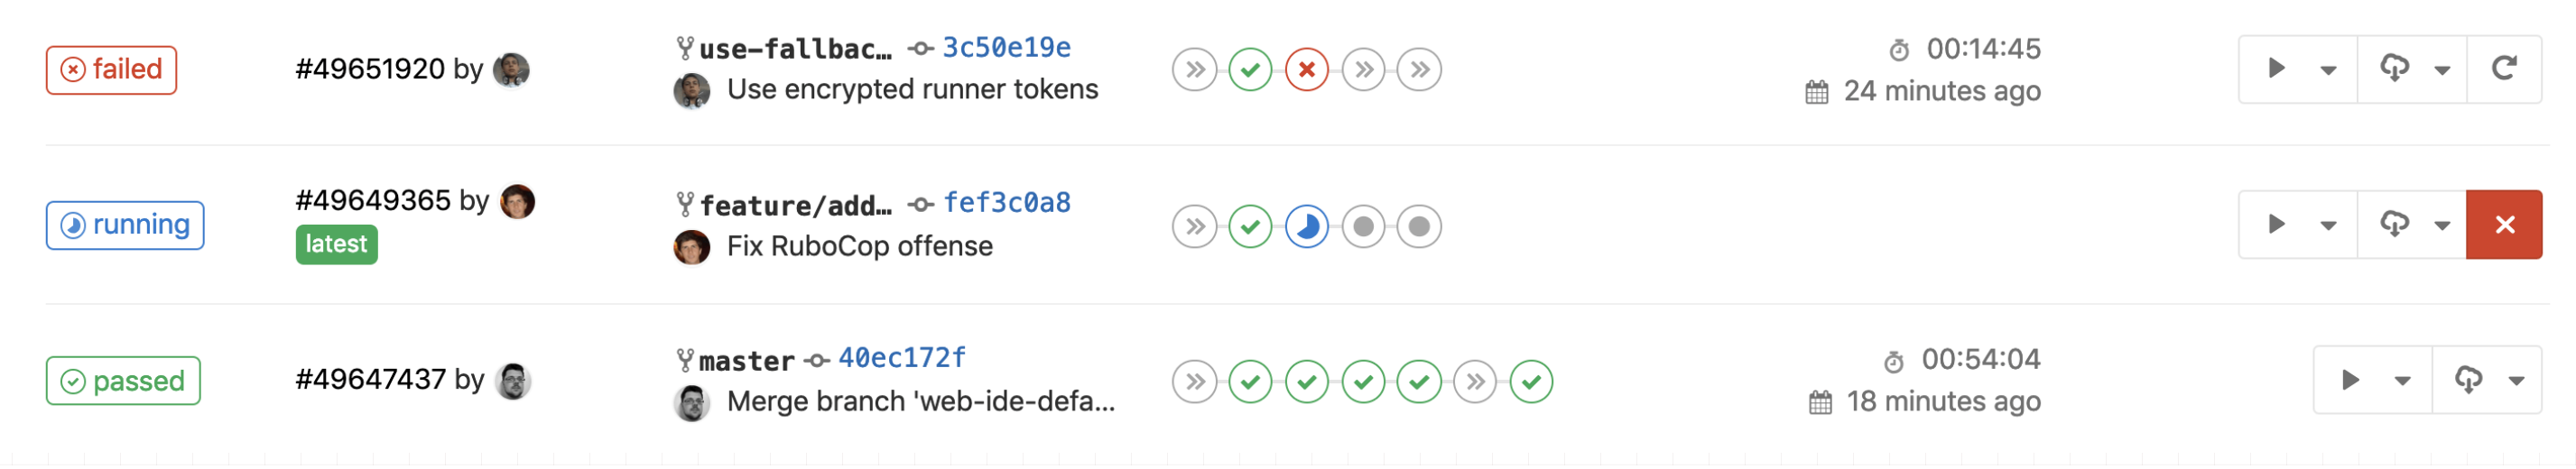 failed
#49651920 by
use-fallbac... 3c50e19e
Use encrypted runner tokens
00:14:45
24 minutes ago
running
#49649365 by
latest
feature/add... fef3c0a8
Fix RuboCop offense
passed
#49647437 by
master 40ec172f
Merge branch 'web-ide-defa...
00:54:04
18 minutes ago